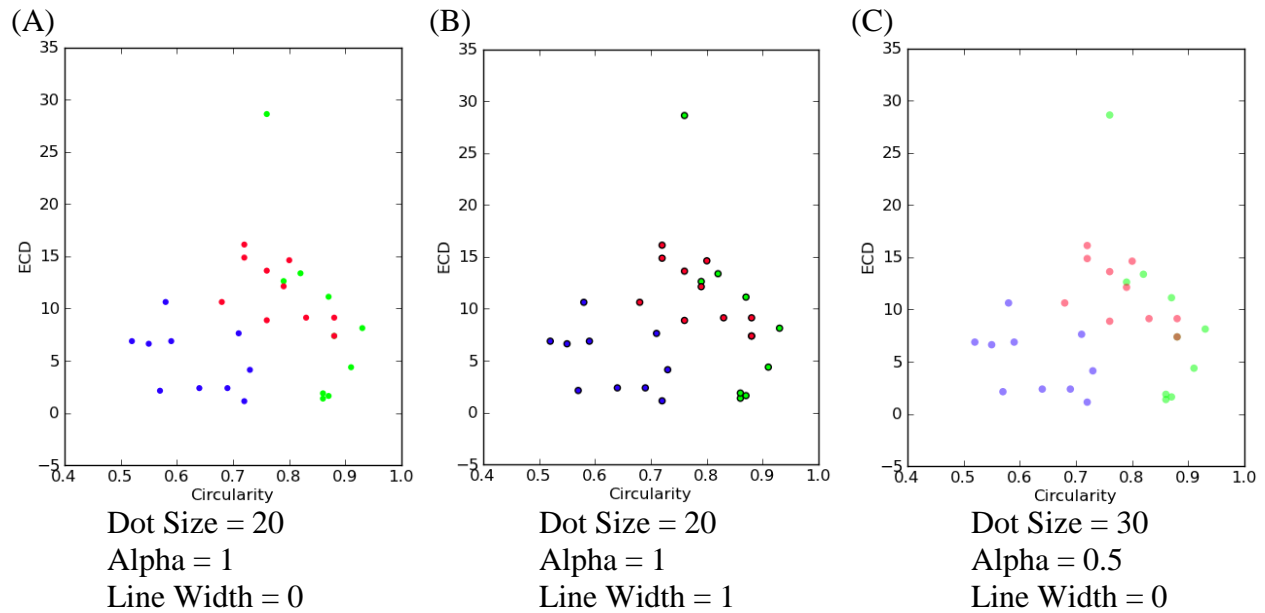 (A)
35
30
25
20
15
10
5
0
−5
ECD
0.4 0.5 0.6 0.7 0.8 0.9 1.0
Circularity
Dot Size = 20
Alpha = 1
Line Width = 0
(B)
35
30
25
20
15
10
5
0
−5
ECD
0.4 0.5 0.6 0.7 0.8 0.9 1.0
Circularity
Dot Size = 20
Alpha = 1
Line Width = 1
(C)
35
30
25
20
15
10
5
0
−5
ECD
0.4 0.5 0.6 0.7 0.8 0.9 1.0
Circularity
Dot Size = 30
Alpha = 0.5
Line Width = 0